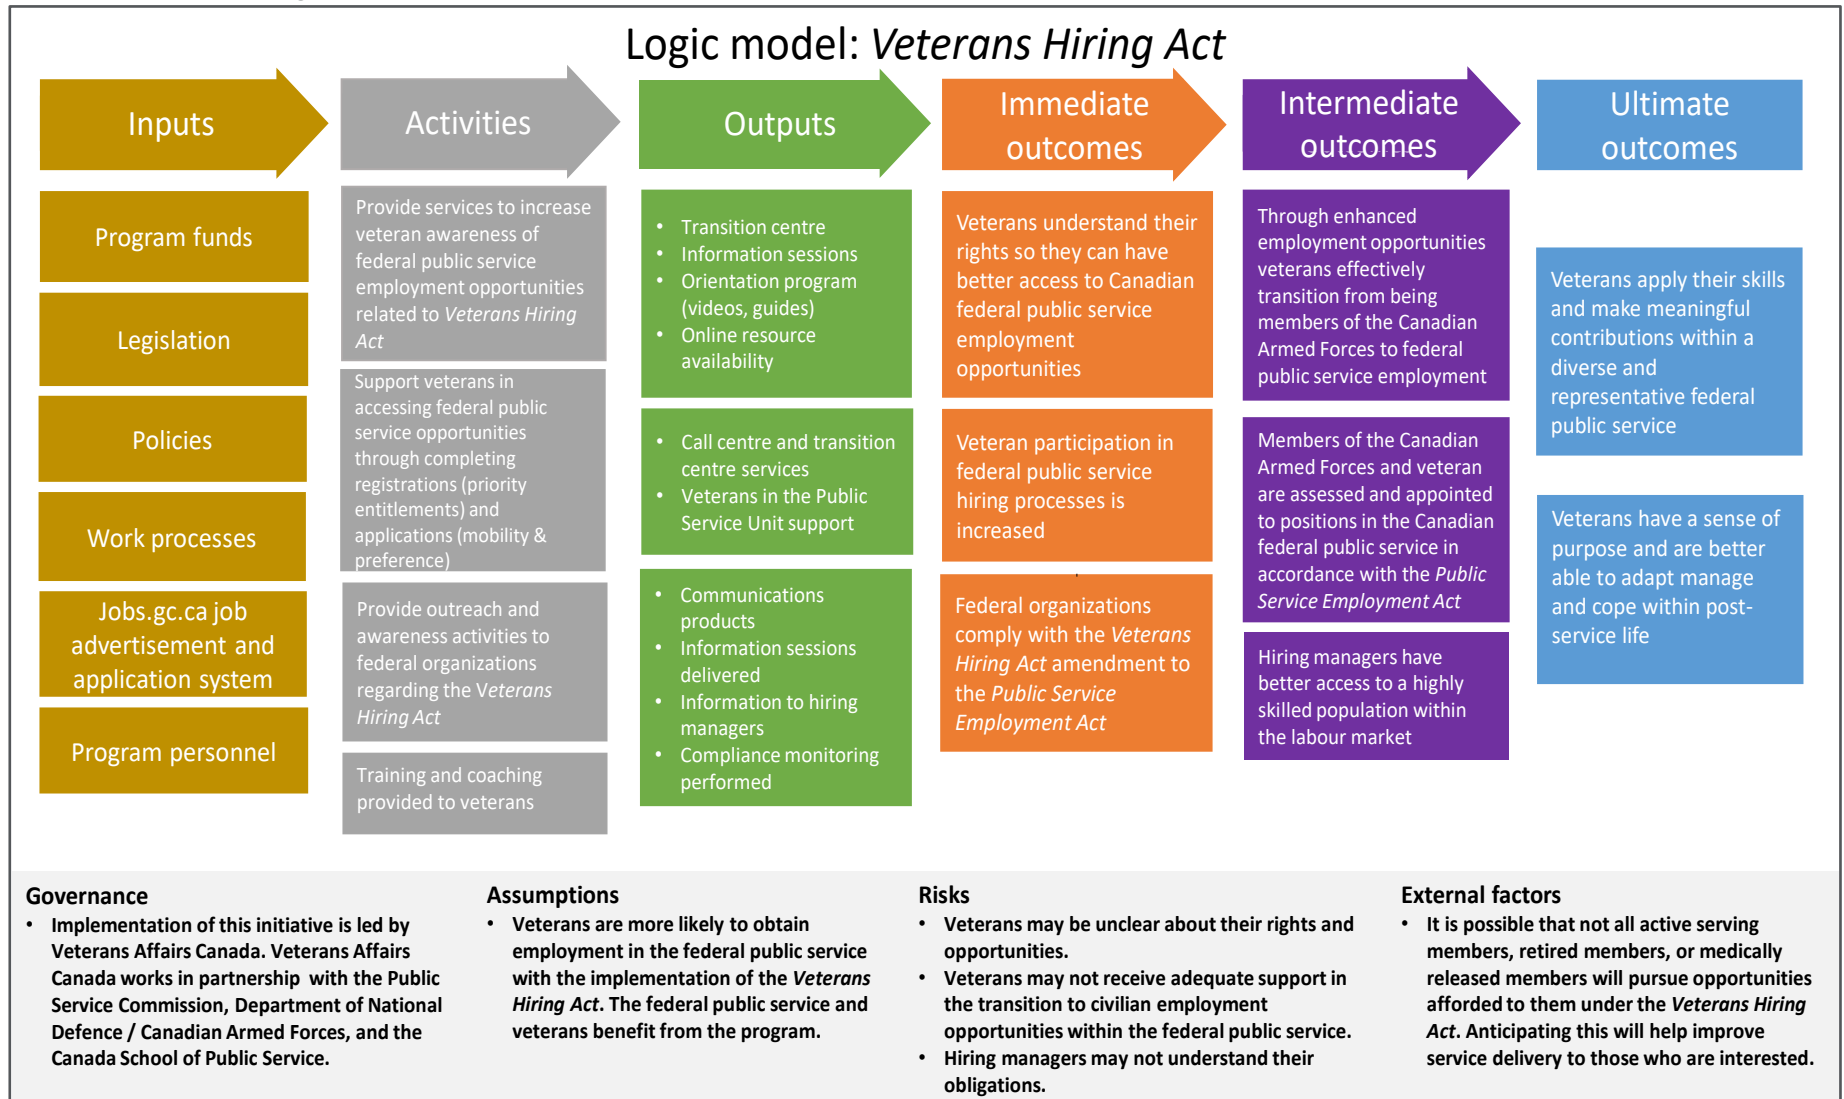 Logic model: Veterans Hiring Act
Inputs
Activities
Outputs
Immediate
outcomes
Intermediate
outcomes
Ultimate
outcomes
Program funds
Legislation
Policies
Work processes
Jobs.gc.ca job
advertisement and
application system
Program personnel
Provide services to increase
veteran awareness of
federal public service
employment opportunities
related to Veterans Hiring
Act
Support veterans in
accessing federal public
service opportunities
through completing
registrations (priority
entitlements) and
applications (mobility &
preference)
Provide outreach and
awareness activities to
federal organizations
regarding the Veterans
Hiring Act
Training and coaching
provided to veterans
• Transition centre
• Information sessions
• Orientation program
(videos, guides)
• Online resource
availability
• Call centre and transition
centre services
• Veterans in the Public
Service Unit support
• Communications
products
• Information sessions
delivered
• Information to hiring
managers
• Compliance monitoring
performed
Veterans understand their
rights so they can have
better access to Canadian
federal public service
employment
opportunities
Veteran participation in
federal public service
hiring processes is
increased
Federal organizations
comply with the Veterans
Hiring Act amendment to
the Public Service
Employment Act
Through enhanced
employment opportunities
veterans effectively
transition from being
members of the Canadian
Armed Forces to federal
public service employment
Members of the Canadian
Armed Forces and veteran
are assessed and appointed
to positions in the Canadian
federal public service in
accordance with the Public
Service Employment Act
Hiring managers have
better access to a highly
skilled population within
the labour market
Veterans apply their skills
and make meaningful
contributions within a
diverse and
representative federal
public service
Veterans have a sense of
purpose and are better
able to adapt manage
and cope within post-
service life
Governance
• Implementation of this initiative is led by
Veterans Affairs Canada. Veterans Affairs
Canada works in partnership with the Public
Service Commission, Department of National
Defence / Canadian Armed Forces, and the
Canada School of Public Service.
Assumptions
• Veterans are more likely to obtain
employment in the federal public service
with the implementation of the Veterans
Hiring Act. The federal public service and
veterans benefit from the program.
Risks
• Veterans may be unclear about their rights and
opportunities.
• Veterans may not receive adequate support in
the transition to civilian employment
opportunities within the federal public service.
• Hiring managers may not understand their
obligations.
External factors
• It is possible that not all active serving
members, retired members, or medically
released members will pursue opportunities
afforded to them under the Veterans Hiring
Act. Anticipating this will help improve
service delivery to those who are interested.